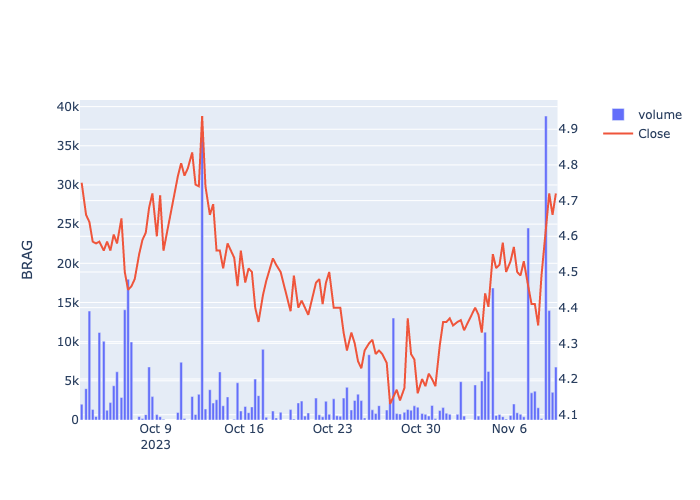 40k
35k
30k
25k
20k
15k
10k
5k
0
BRAG
4.9
4.8
4.7
4.6
4.5
4.4
4.3
4.2
4.1
Oct 9
2023
Oct 16
Oct 23
Oct 30
Nov 6
volume
Close